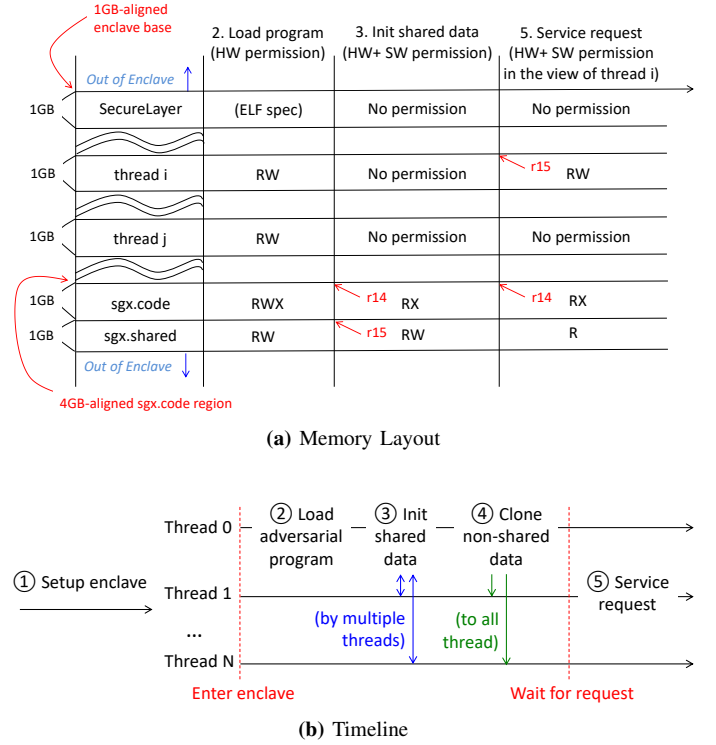 1GB-aligned
enclave base
2. Load program
(HW permission)
3. Init shared data
(HW+ SW permission)
5. Service request
(HW+ SW permission
in the view of thread i)
Out of Enclave
1GB SecureLayer (ELF spec) No permission No permission
1GB thread i RW No permission r15 RW
1GB thread j RW No permission No permission
1GB sgx.code RWX r14 RX r14 RX
1GB sgx.shared RW r15 RW R
Out of Enclave
4GB-aligned sgx.code region
(a) Memory Layout
Thread 0
② Load
adversarial
program
③ Init
shared
data
④ Clone
non-shared
data
① Setup enclave
Thread 1
⑤ Service
request
(by multiple
threads)
(to all
thread)
...
Thread N
Enter enclave
Wait for request
(b) Timeline